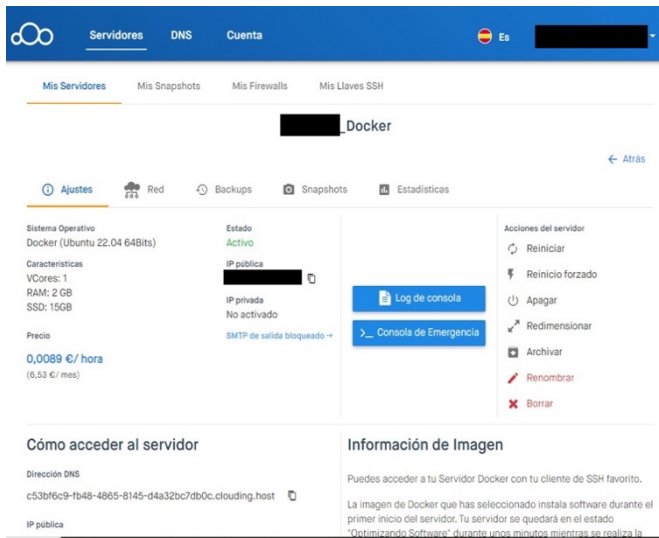 Servidores DNS Cuenta Es
Mis Servidores Mis Snapshots Mis Firewalls Mis Llaves SSH
_Docker
← Atrás
Ajustes Red Backups Snapshots Estadísticas
Sistema Operativo
Docker (Ubuntu 22.04 64Bits)
Características
VCores: 1
RAM: 2 GB
SSD: 15GB
Precio
0,0089 €/ hora
(6,53 €/ mes)
Estado
Activo
IP pública
IP privada
No activado
SMTP de salida bloqueado →
Log de consola
>_ Consola de Emergencia
Acciones del servidor
Reiniciar
Reinicio forzado
Apagar
Redimensionar
Archivar
Renombrar
Borrar
Cómo acceder al servidor
Dirección DNS
c53bf6c9-fb48-4865-8145-d4a32bc7db0c.clouding.host
IP pública
Información de Imagen
Puedes acceder a tu Servidor Docker con tu cliente de SSH favorito.
La imagen de Docker que has seleccionado instala software durante el
primer inicio del servidor. Tu servidor se quedará en el estado
"Optimizando Software" durante unos minutos mientras se realiza la